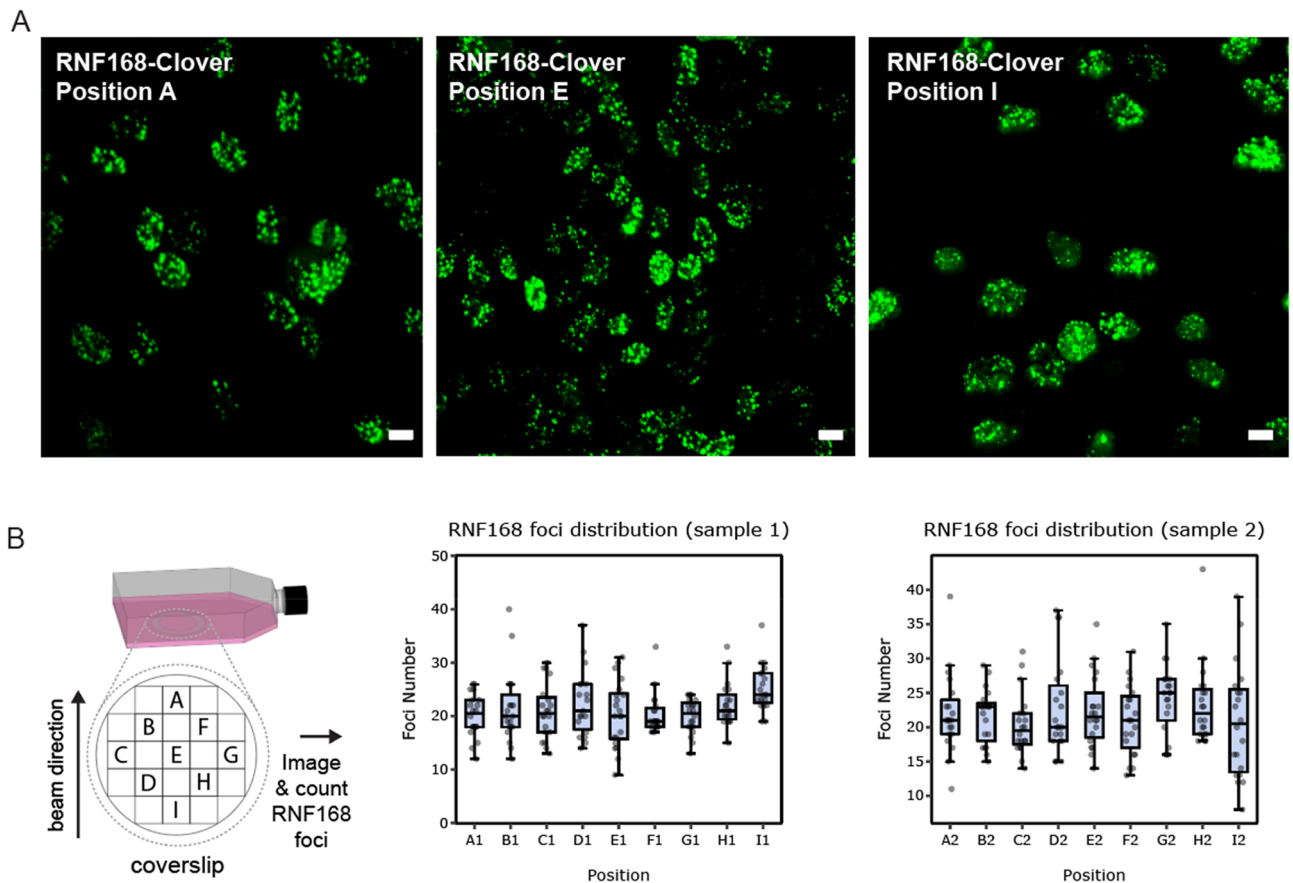 A
RNF168-Clover
Position A
RNF168-Clover
Position E
RNF168-Clover
Position I
B
beam direction
A
B F
C E G
D H
I
coverslip
Image
& count
RNF168
foci
RNF168 foci distribution (sample 1)
Foci Number
50
40
30
20
10
0
A1 B1 C1 D1 E1 F1 G1 H1 I1
Position
RNF168 foci distribution (sample 2)
Foci Number
40
35
30
25
20
15
10
A2 B2 C2 D2 E2 F2 G2 H2 I2
Position